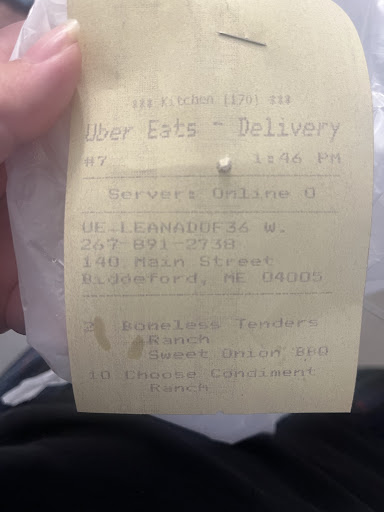 *** Kitchen (170) ***
Uber Eats - Delivery
#7 1:46 PM
Server: Online O
UE-LEANADOF36 W.
267-891-2738
140 Main Street
Biddeford, ME 04005
Boneless Tenders
Ranch
Sweet Onion BBQ
10 Choose Condiment
Ranch